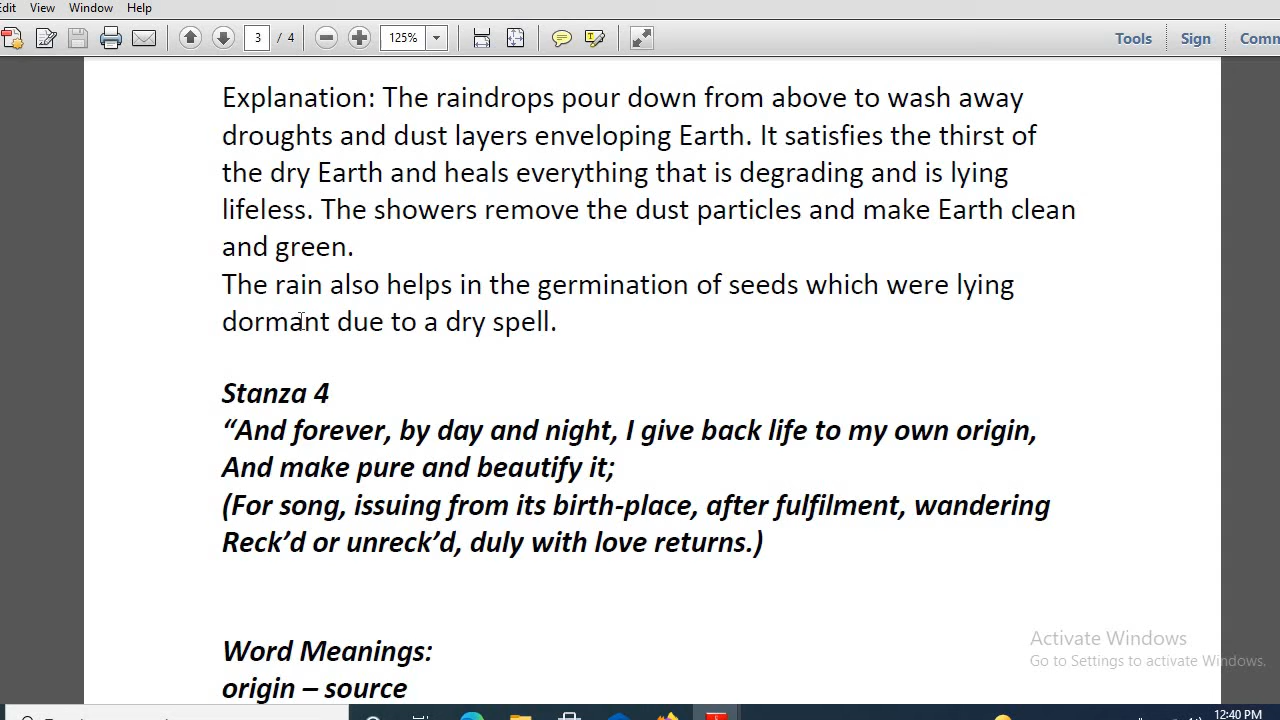 Edit View Window Help
3 / 4 125% Tools Sign Comm
Explanation: The raindrops pour down from above to wash away
droughts and dust layers enveloping Earth. It satisfies the thirst of
the dry Earth and heals everything that is degrading and is lying
lifeless. The showers remove the dust particles and make Earth clean
and green.
The rain also helps in the germination of seeds which were lying
dormant due to a dry spell.
Stanza 4
“And forever, by day and night, I give back life to my own origin,
And make pure and beautify it;
(For song, issuing from its birth-place, after fulfilment, wandering
Reck’d or unreck’d, duly with love returns.)
Word Meanings:
origin – source
Activate Windows
Go to Settings to activate Windows.
12:40 PM